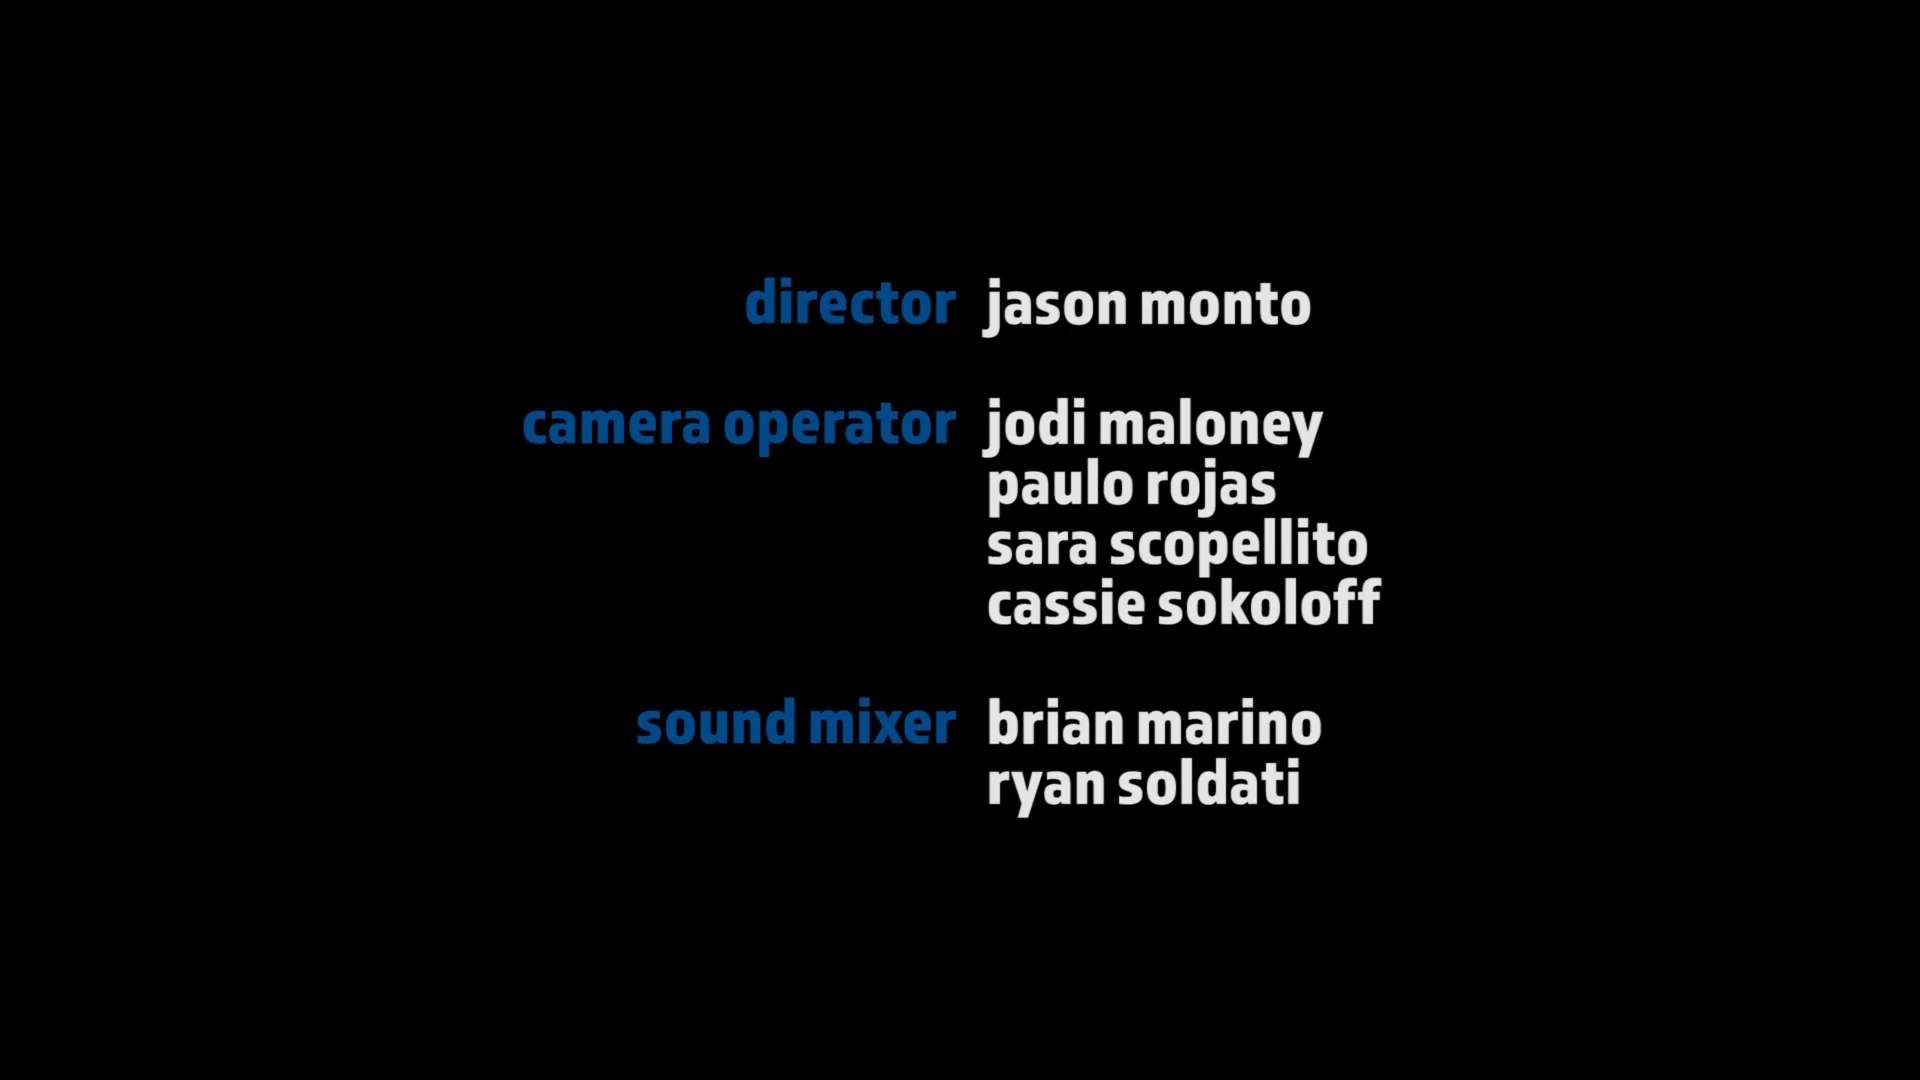 director jason monto
camera operator jodi maloney
paulo rojas
sara scopellito
cassie sokoloff
sound mixer brian marino
ryan soldati